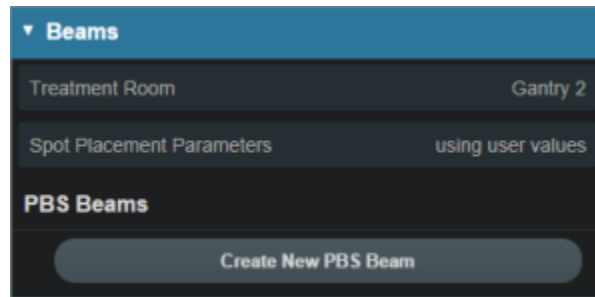 Beams
Treatment Room Gantry 2
Spot Placement Parameters using user values
PBS Beams
Create New PBS Beam